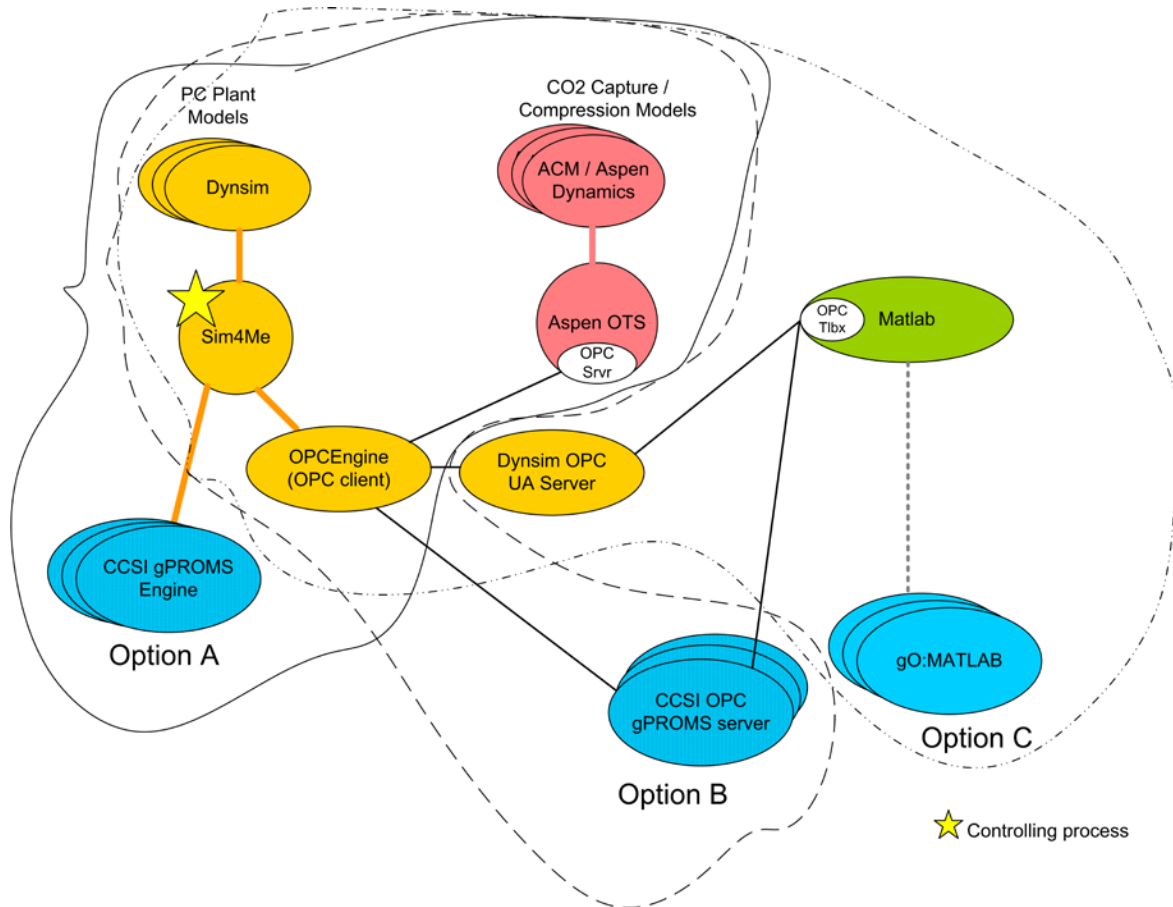 PC Plant
Models
CO2 Capture /
Compression Models
Dynsim
ACM / Aspen
Dynamics
Sim4Me
Aspen OTS
OPC
Srvr
OPC
Tlbx
Matlab
OPCEngine
(OPC client)
Dynsim OPC
UA Server
CCSI gPROMS
Engine
Option A
CCSI OPC
gPROMS server
gO:MATLAB
Option C
Option B
Controlling process